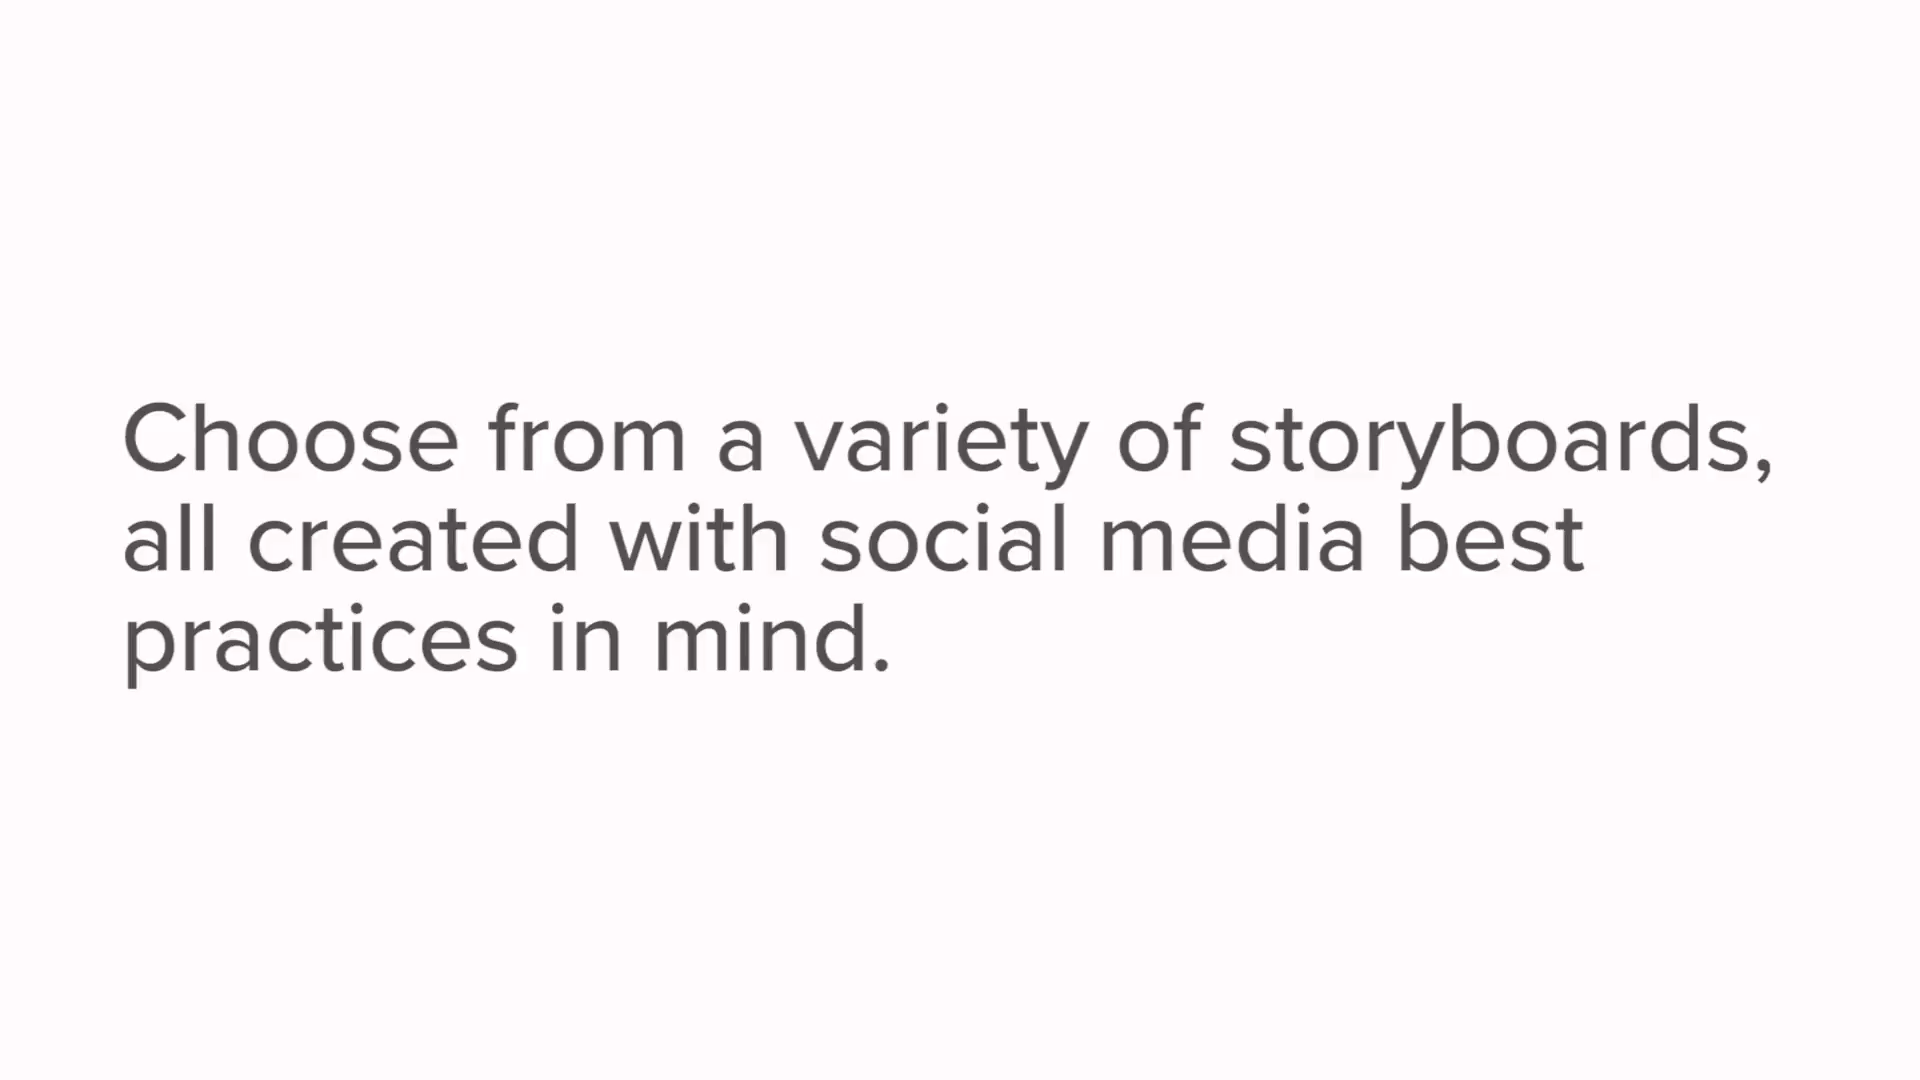 Choose from a variety of storyboards,
all created with social media best
practices in mind.